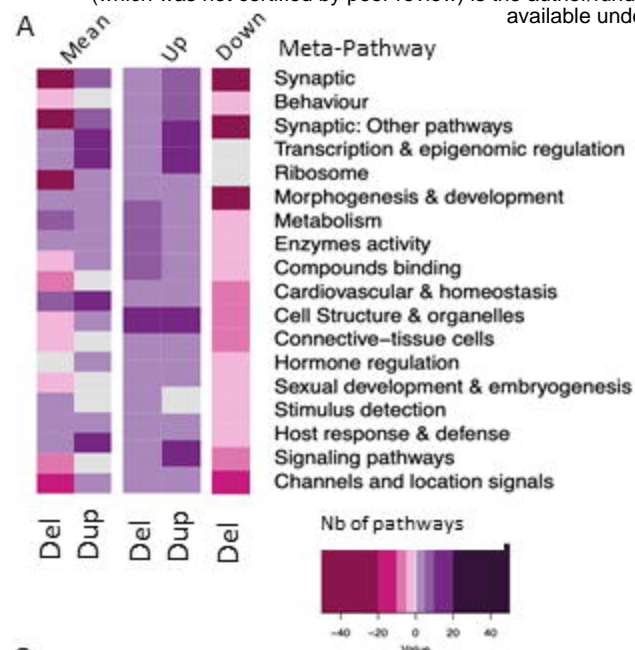 (which was not certified by peer review) is the author/fund
available unde
A
Mean
Up
Down
Meta-Pathway
Synaptic
Behaviour
Synaptic: Other pathways
Transcription & epigenomic regulation
Ribosome
Morphogenesis & development
Metabolism
Enzymes activity
Compounds binding
Cardiovascular & homeostasis
Cell Structure & organelles
Connective–tissue cells
Hormone regulation
Sexual development & embryogenesis
Stimulus detection
Host response & defense
Signaling pathways
Channels and location signals
Del Dup Del Dup Del
Nb of pathways
−40 −20 0 20 40
Value